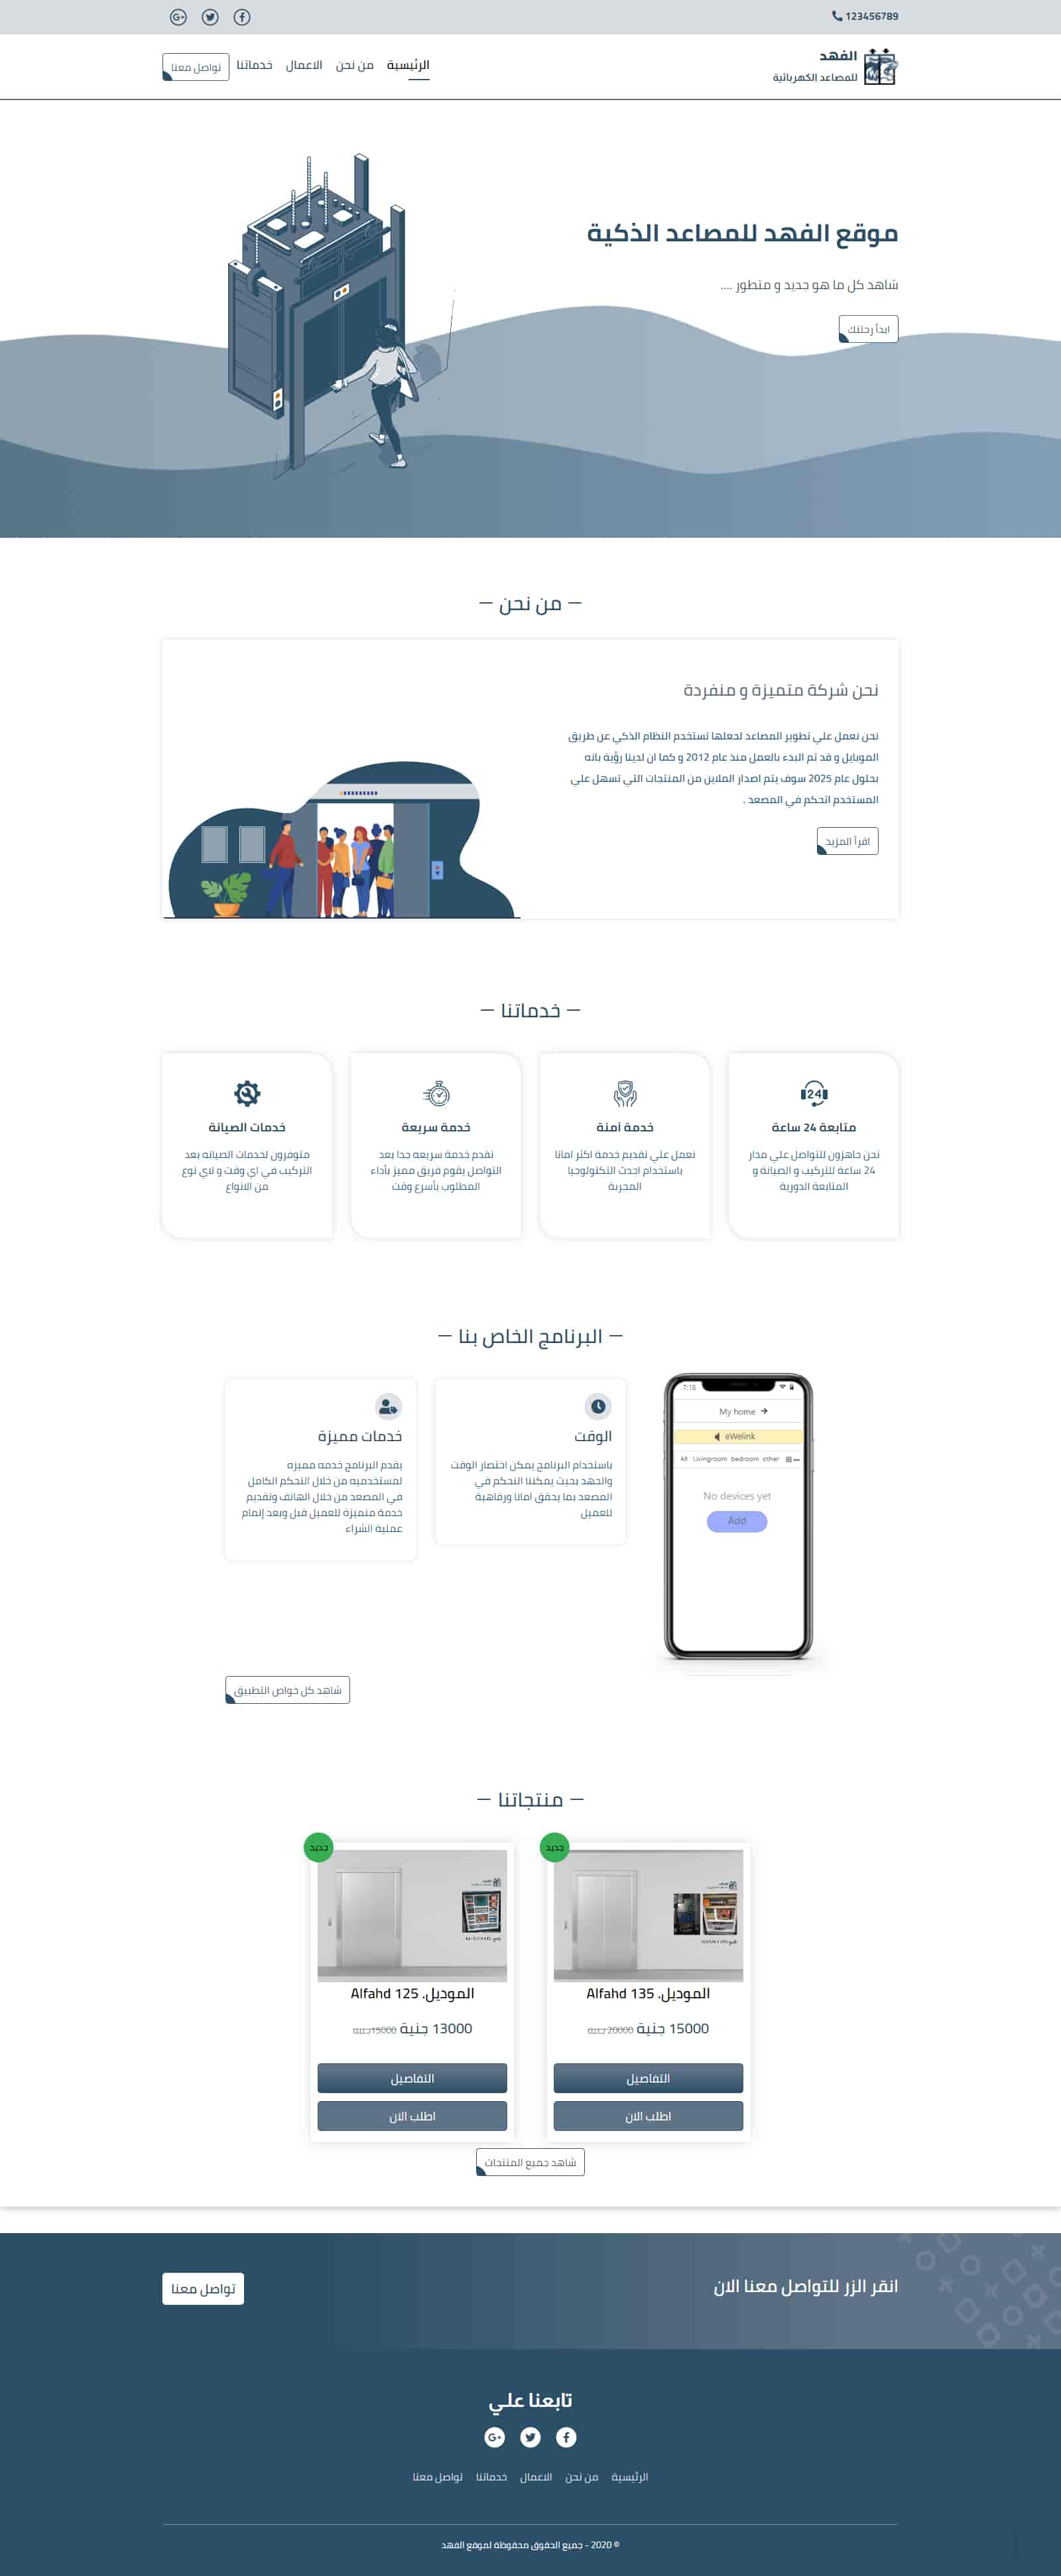 123456789
الفهد
للمصاعد الكهربائية
الرئيسية
من نحن
الاعمال
خدماتنا
تواصل معنا
موقع الفهد للمصاعد الذكية
شاهد كل ما هو جديد و متطور ....
ابدأ رحلتك
من نحن
نحن شركة متميزة و منفردة
نحن نعمل علي تطوير المصاعد لجعلها تستخدم النظام الذكي عن طريق
الموبايل و قد تم البدء بالعمل منذ عام 2012 و كما ان لدينا رؤية بانه
بحلول عام 2025 سوف يتم اصدار الملاين من المنتجات التي تسهل علي
المستخدم اتحكم في المصعد .
اقرأ المزيد
خدماتنا
متابعة 24 ساعة
نحن جاهزون للتواصل علي مدار
24 ساعة للتركيب و الصيانة و
المتابعة الدورية
خدمة آمنة
نعمل علي تقديم خدمة اكثر امانا
باستخدام احدث التكنولوجيا
المجربة
خدمة سريعة
نقدم خدمة سريعه جدا بعد
التواصل يقوم فريق مميز بأداء
المطلوب بأسرع وقت
خدمات الصيانة
متوفرون لخدمات الصيانه بعد
التركيب في اي وقت و لاي نوع
من الانواع
البرنامج الخاص بنا
7:18
My home
eWelink
All Livingroom bedroom other
No devices yet
Add
الوقت
باستخدام البرنامج يمكن اختصار الوقت
والجهد بحيث يمكننا التحكم في
المصعد بما يحقق امانا ورفاهية
للعميل
خدمات مميزة
يقدم البرنامج خدمه مميزه
لمستخدميه من خلال التحكم الكامل
في المصعد من خلال الهاتف وتقديم
خدمة متميزة للعميل قبل وبعد إتمام
عملية الشراء
شاهد كل خواص التطبيق
منتجاتنا
جديد
الموديل. Alfahd 135
15000 جنية 20000 جنية
التفاصيل
اطلب الان
جديد
الموديل. Alfahd 125
13000 جنية 15000جنية
التفاصيل
اطلب الان
شاهد جميع المنتجات
انقر الزر للتواصل معنا الان
تواصل معنا
تابعنا علي
الرئيسية
من نحن
الاعمال
خدماتنا
تواصل معنا
© 2020 - جميع الحقوق محفوظة لموقع الفهد